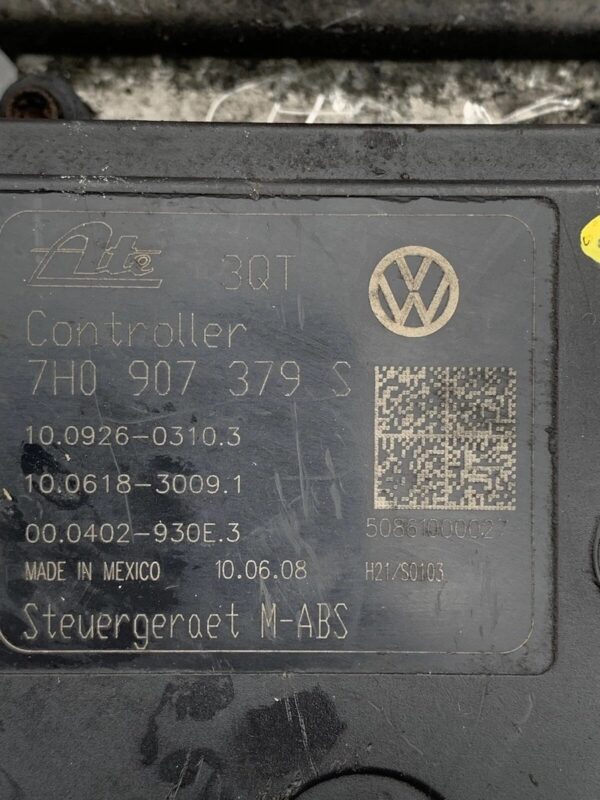 Ate 3QT
Controller
7H0 907 379 S
10.0926-0310.3
10.0618-3009.1
00.0402-930E.3
50861000027
MADE IN MEXICO 10.06.08 H21/S0103
Steuergeraet M-ABS